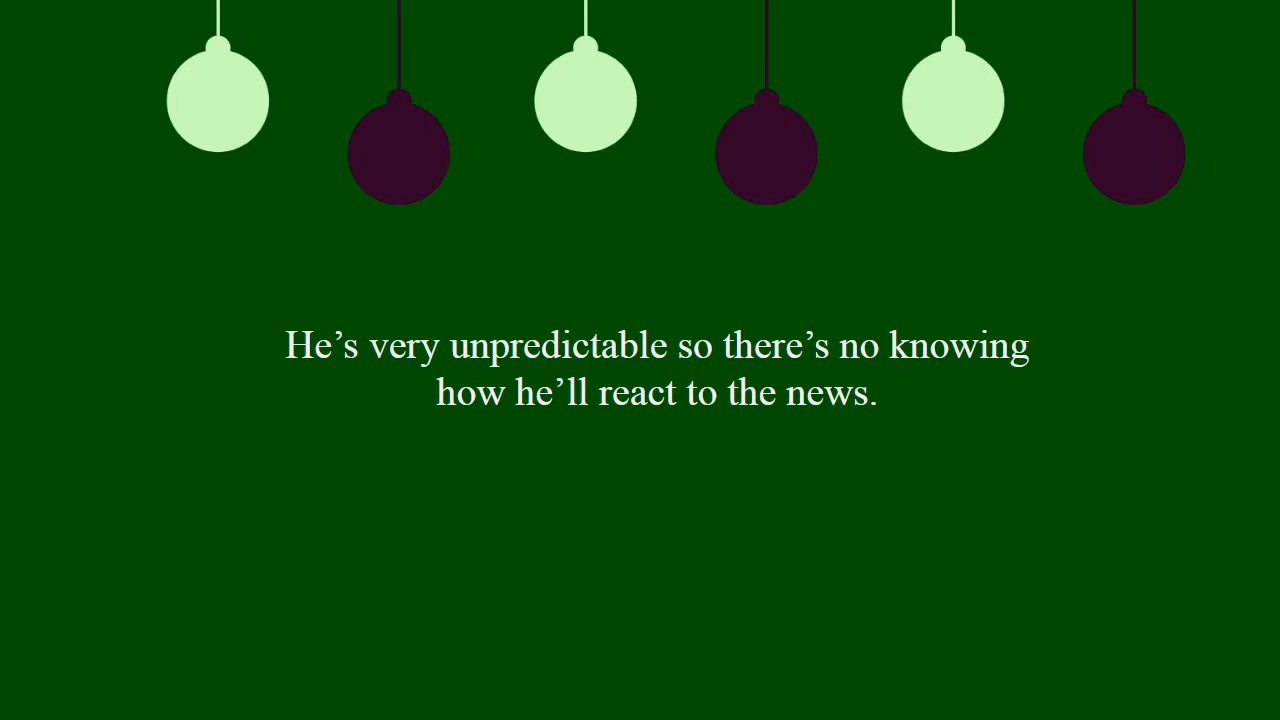 He’s very unpredictable so there’s no knowing
how he’ll react to the news.